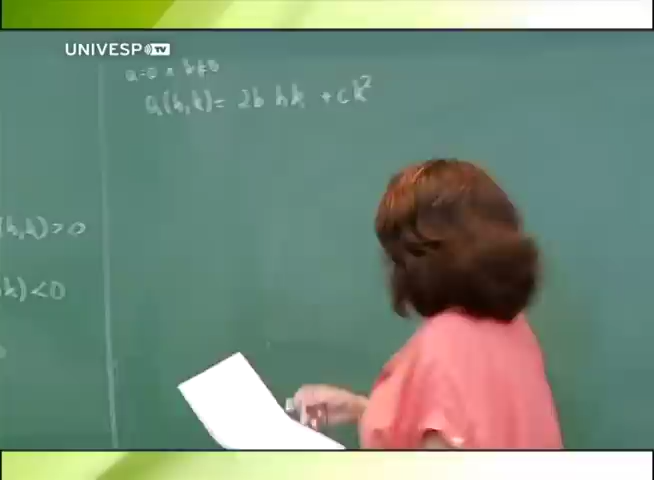 UNIVESP TV
a=0 e b≠0
Q(h,k)= 2b hk +ck²
(h,k)>0
k)<0